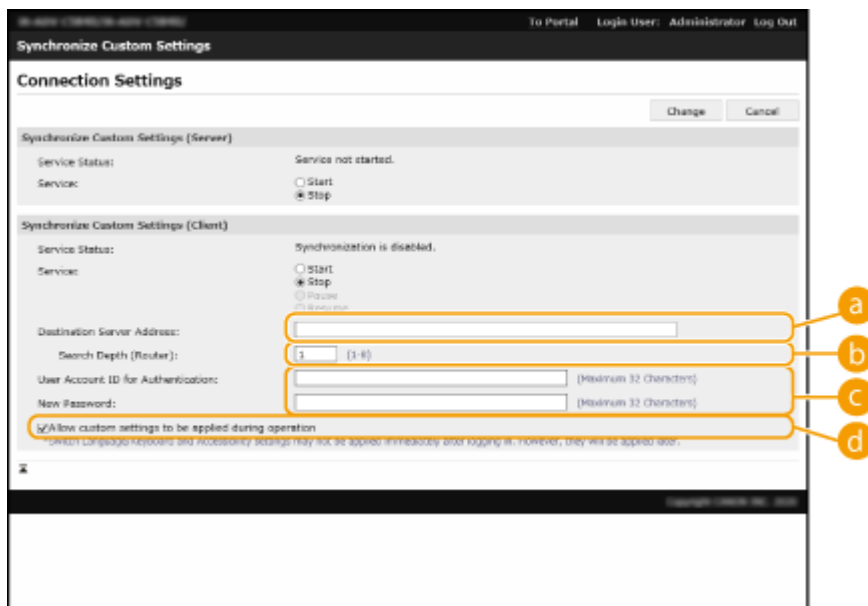 To Portal Login User: Administrator Log Out
Synchronize Custom Settings
Connection Settings
Change Cancel
Synchronize Custom Settings (Server)
Service Status: Service not started.
Service: Start
Stop
Synchronize Custom Settings (Client)
Service Status: Synchronization is disabled.
Service: Start
Stop
Pause
Resume
Destination Server Address:
a
Search Depth (Router): 1 (1-8)
b
User Account ID for Authentication: (Maximum 32 Characters)
c
New Password: (Maximum 32 Characters)
Allow custom settings to be applied during operation
d
*Switch Language/Keyboard and Accessibility settings may not be applied immediately after logging in. However, they will be applied later.
Copyright CANON INC.